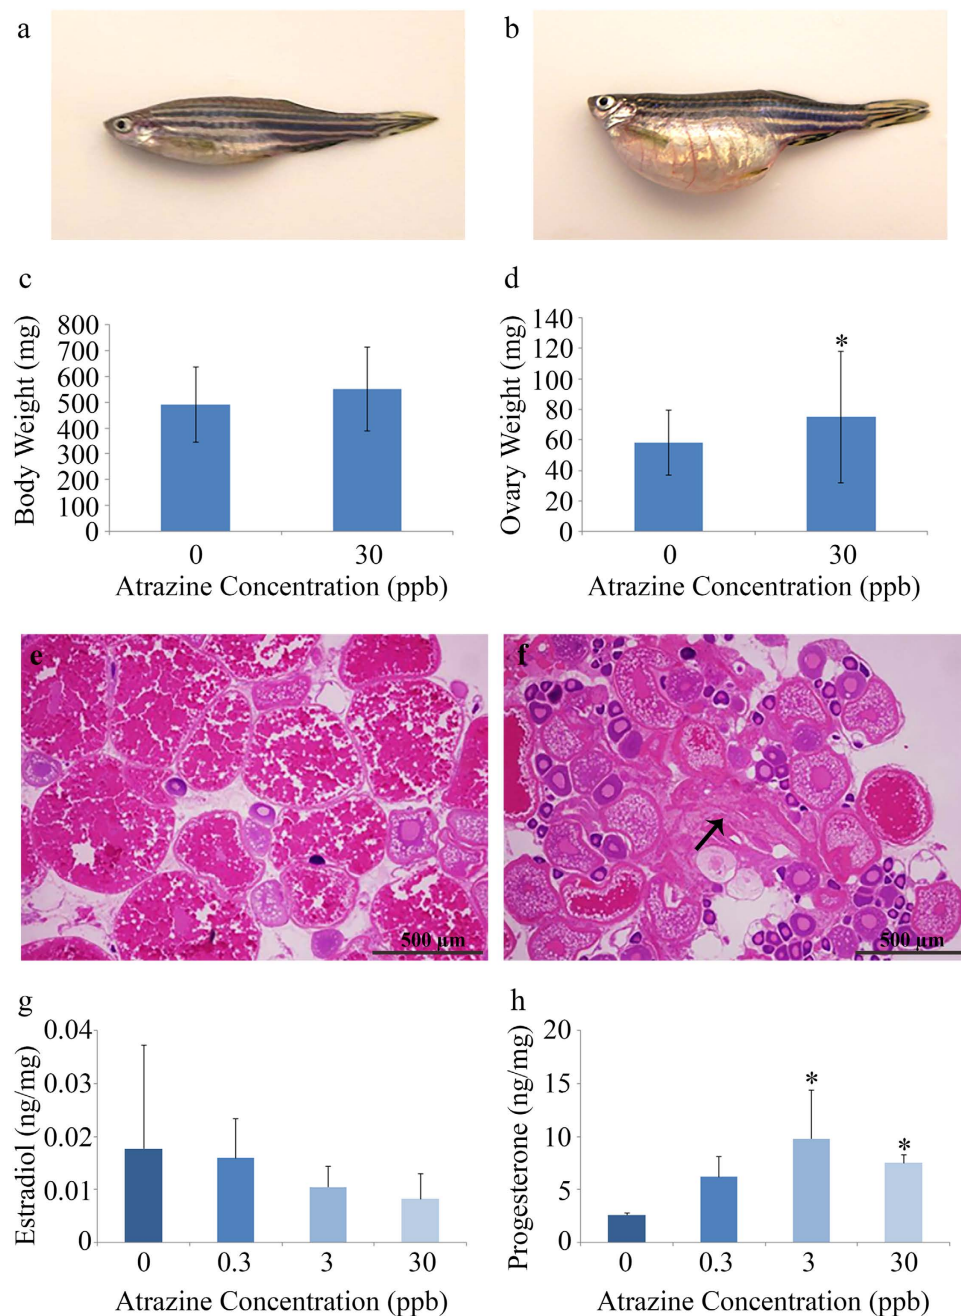 a
b
c
d
800
700
600
500
400
300
200
100
0
Body Weight (mg)
0
30
Atrazine Concentration (ppb)
140
120
100
80
60
40
20
0
Ovary Weight (mg)
*
0
30
Atrazine Concentration (ppb)
e
500 µm
f
500 µm
g
0.04
0.03
0.02
0.01
0
Estradiol (ng/mg)
0
0.3
3
30
Atrazine Concentration (ppb)
h
20
15
10
5
0
Progesterone (ng/mg)
*
*
0
0.3
3
30
Atrazine Concentration (ppb)